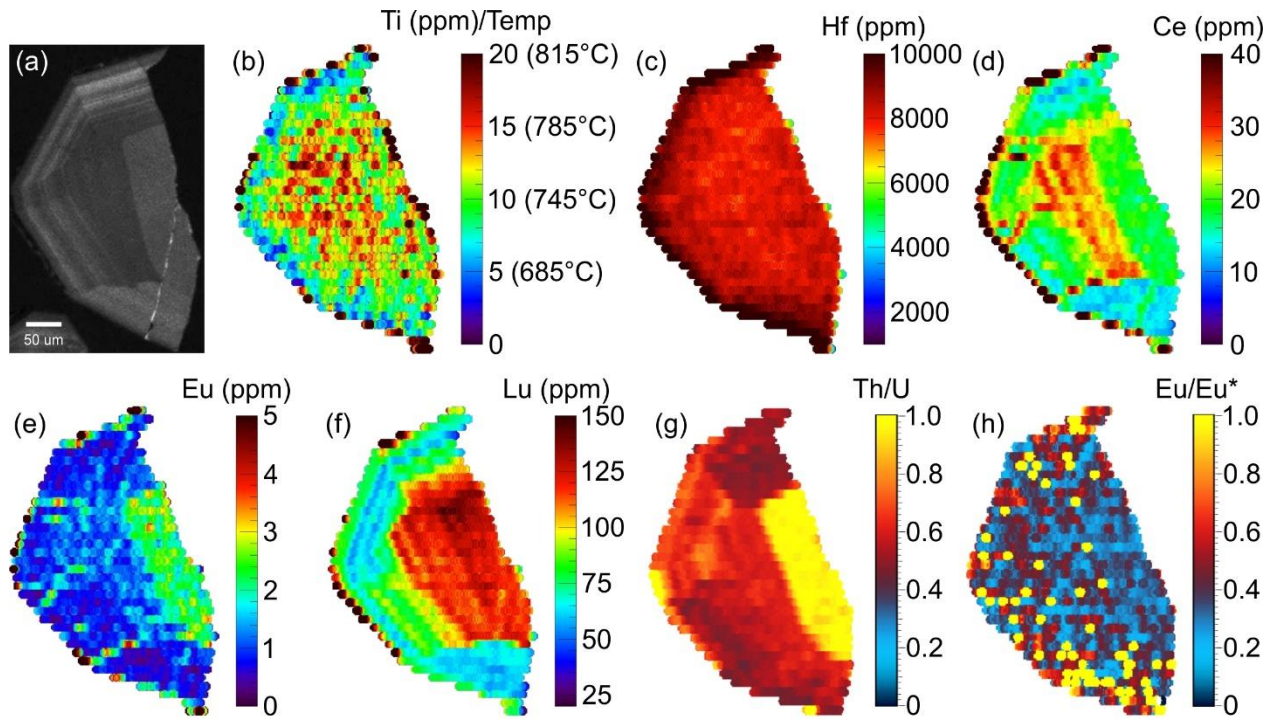 Ti (ppm)/Temp
Hf (ppm)
Ce (ppm)
(a)
(b)
20 (815°C)
15 (785°C)
10 (745°C)
5 (685°C)
0
(c)
10000
8000
6000
4000
2000
(d)
40
30
20
10
0
50 um
Eu (ppm)
Lu (ppm)
Th/U
Eu/Eu*
(e)
5
4
3
2
1
0
(f)
150
125
100
75
50
25
(g)
1.0
0.8
0.6
0.4
0.2
0
(h)
1.0
0.8
0.6
0.4
0.2
0